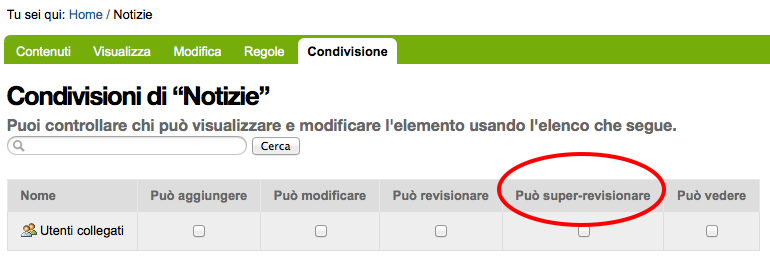 Tu sei qui: Home / Notizie
Contenuti Visualizza Modifica Regole Condivisione
Condivisioni di “Notizie”
Puoi controllare chi può visualizzare e modificare l'elemento usando l'elenco che segue.
Cerca
Nome Può aggiungere Può modificare Può revisionare Può super-revisionare Può vedere
Utenti collegati